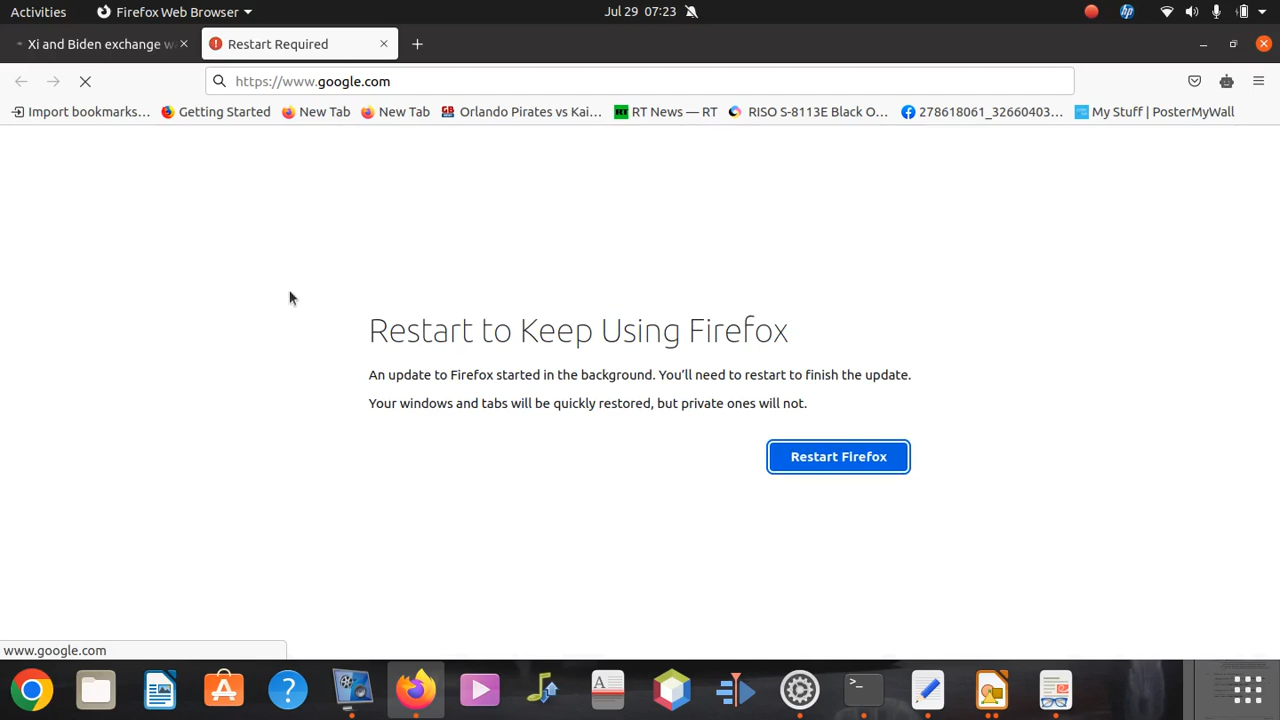 Activities Firefox Web Browser Jul 29 07:23
Xi and Biden exchange w Restart Required
https://www.google.com
Import bookmarks... Getting Started New Tab New Tab Orlando Pirates vs Kai... RT News — RT RISO S-8113E Black O... 278618061_32660403... My Stuff | PosterMyWall
Restart to Keep Using Firefox
An update to Firefox started in the background. You'll need to restart to finish the update.
Your windows and tabs will be quickly restored, but private ones will not.
Restart Firefox
www.google.com